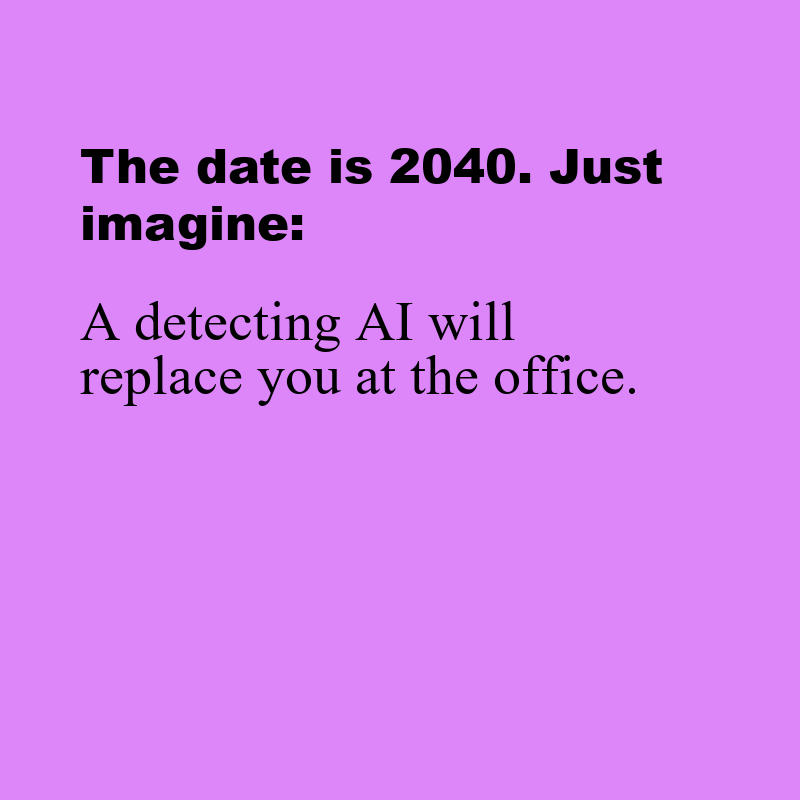 The date is 2040. Just
imagine:
A detecting AI will
replace you at the office.